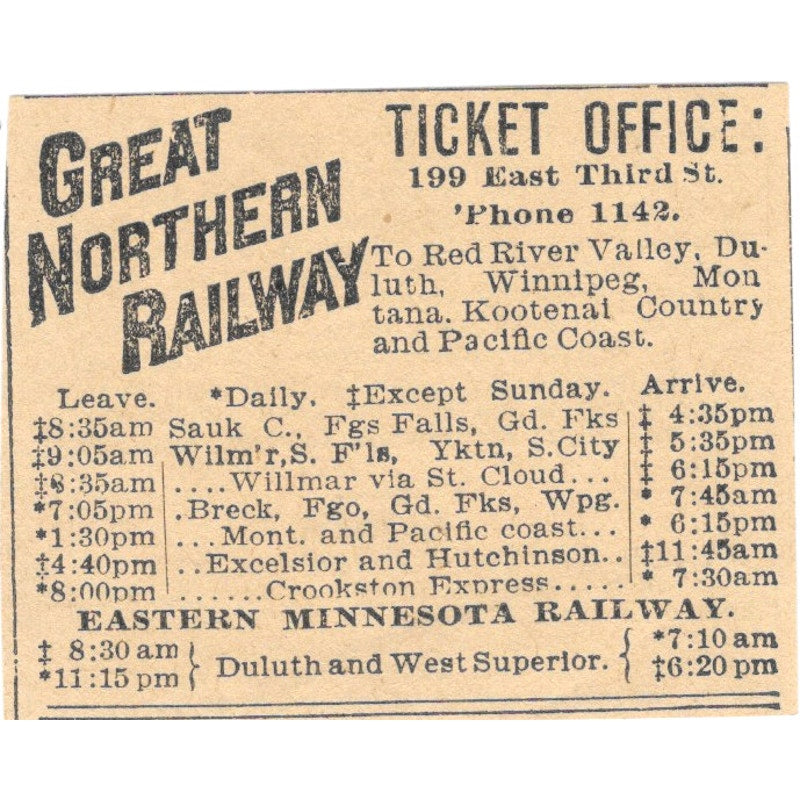 GREAT
NORTHERN
RAILWAY
TICKET OFFICE:
199 East Third St.
'Phone 1142.
To Red River Valley, Du-
luth, Winnipeg, Mon
tana. Kootenai Country
and Pacific Coast.
Leave. *Daily. ‡Except Sunday. Arrive.
‡8:35am Sauk C., Fgs Falls, Gd. Fks ‡ 4:35pm
‡9:05am Wilm'r, S. F'ls, Yktn, S. City ‡ 5:35pm
‡8:35am ....Willmar via St. Cloud... ‡ 6:15pm
*7:05pm .Breck, Fgo, Gd. Fks, Wpg. * 7:45am
*1:30pm ...Mont. and Pacific coast... * 6:15pm
‡4:40pm ..Excelsior and Hutchinson.. ‡11:45am
*8:00pm ......Crookston Express..... * 7:30am
EASTERN MINNESOTA RAILWAY.
‡ 8:30 am } Duluth and West Superior. { *7:10 am
*11:15 pm ‡6:20 pm